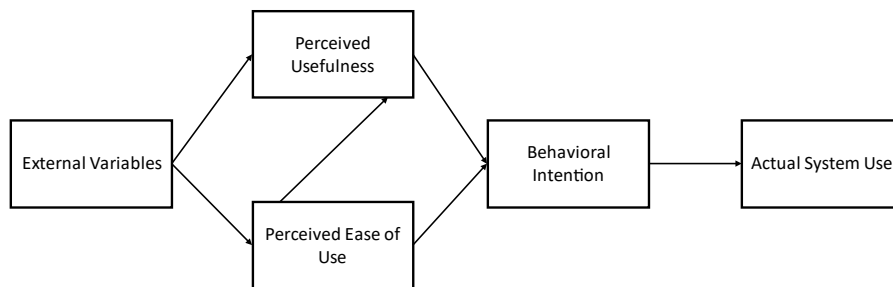 Perceived
Usefulness
External Variables
Behavioral
Intention
Actual System Use
Perceived Ease of
Use